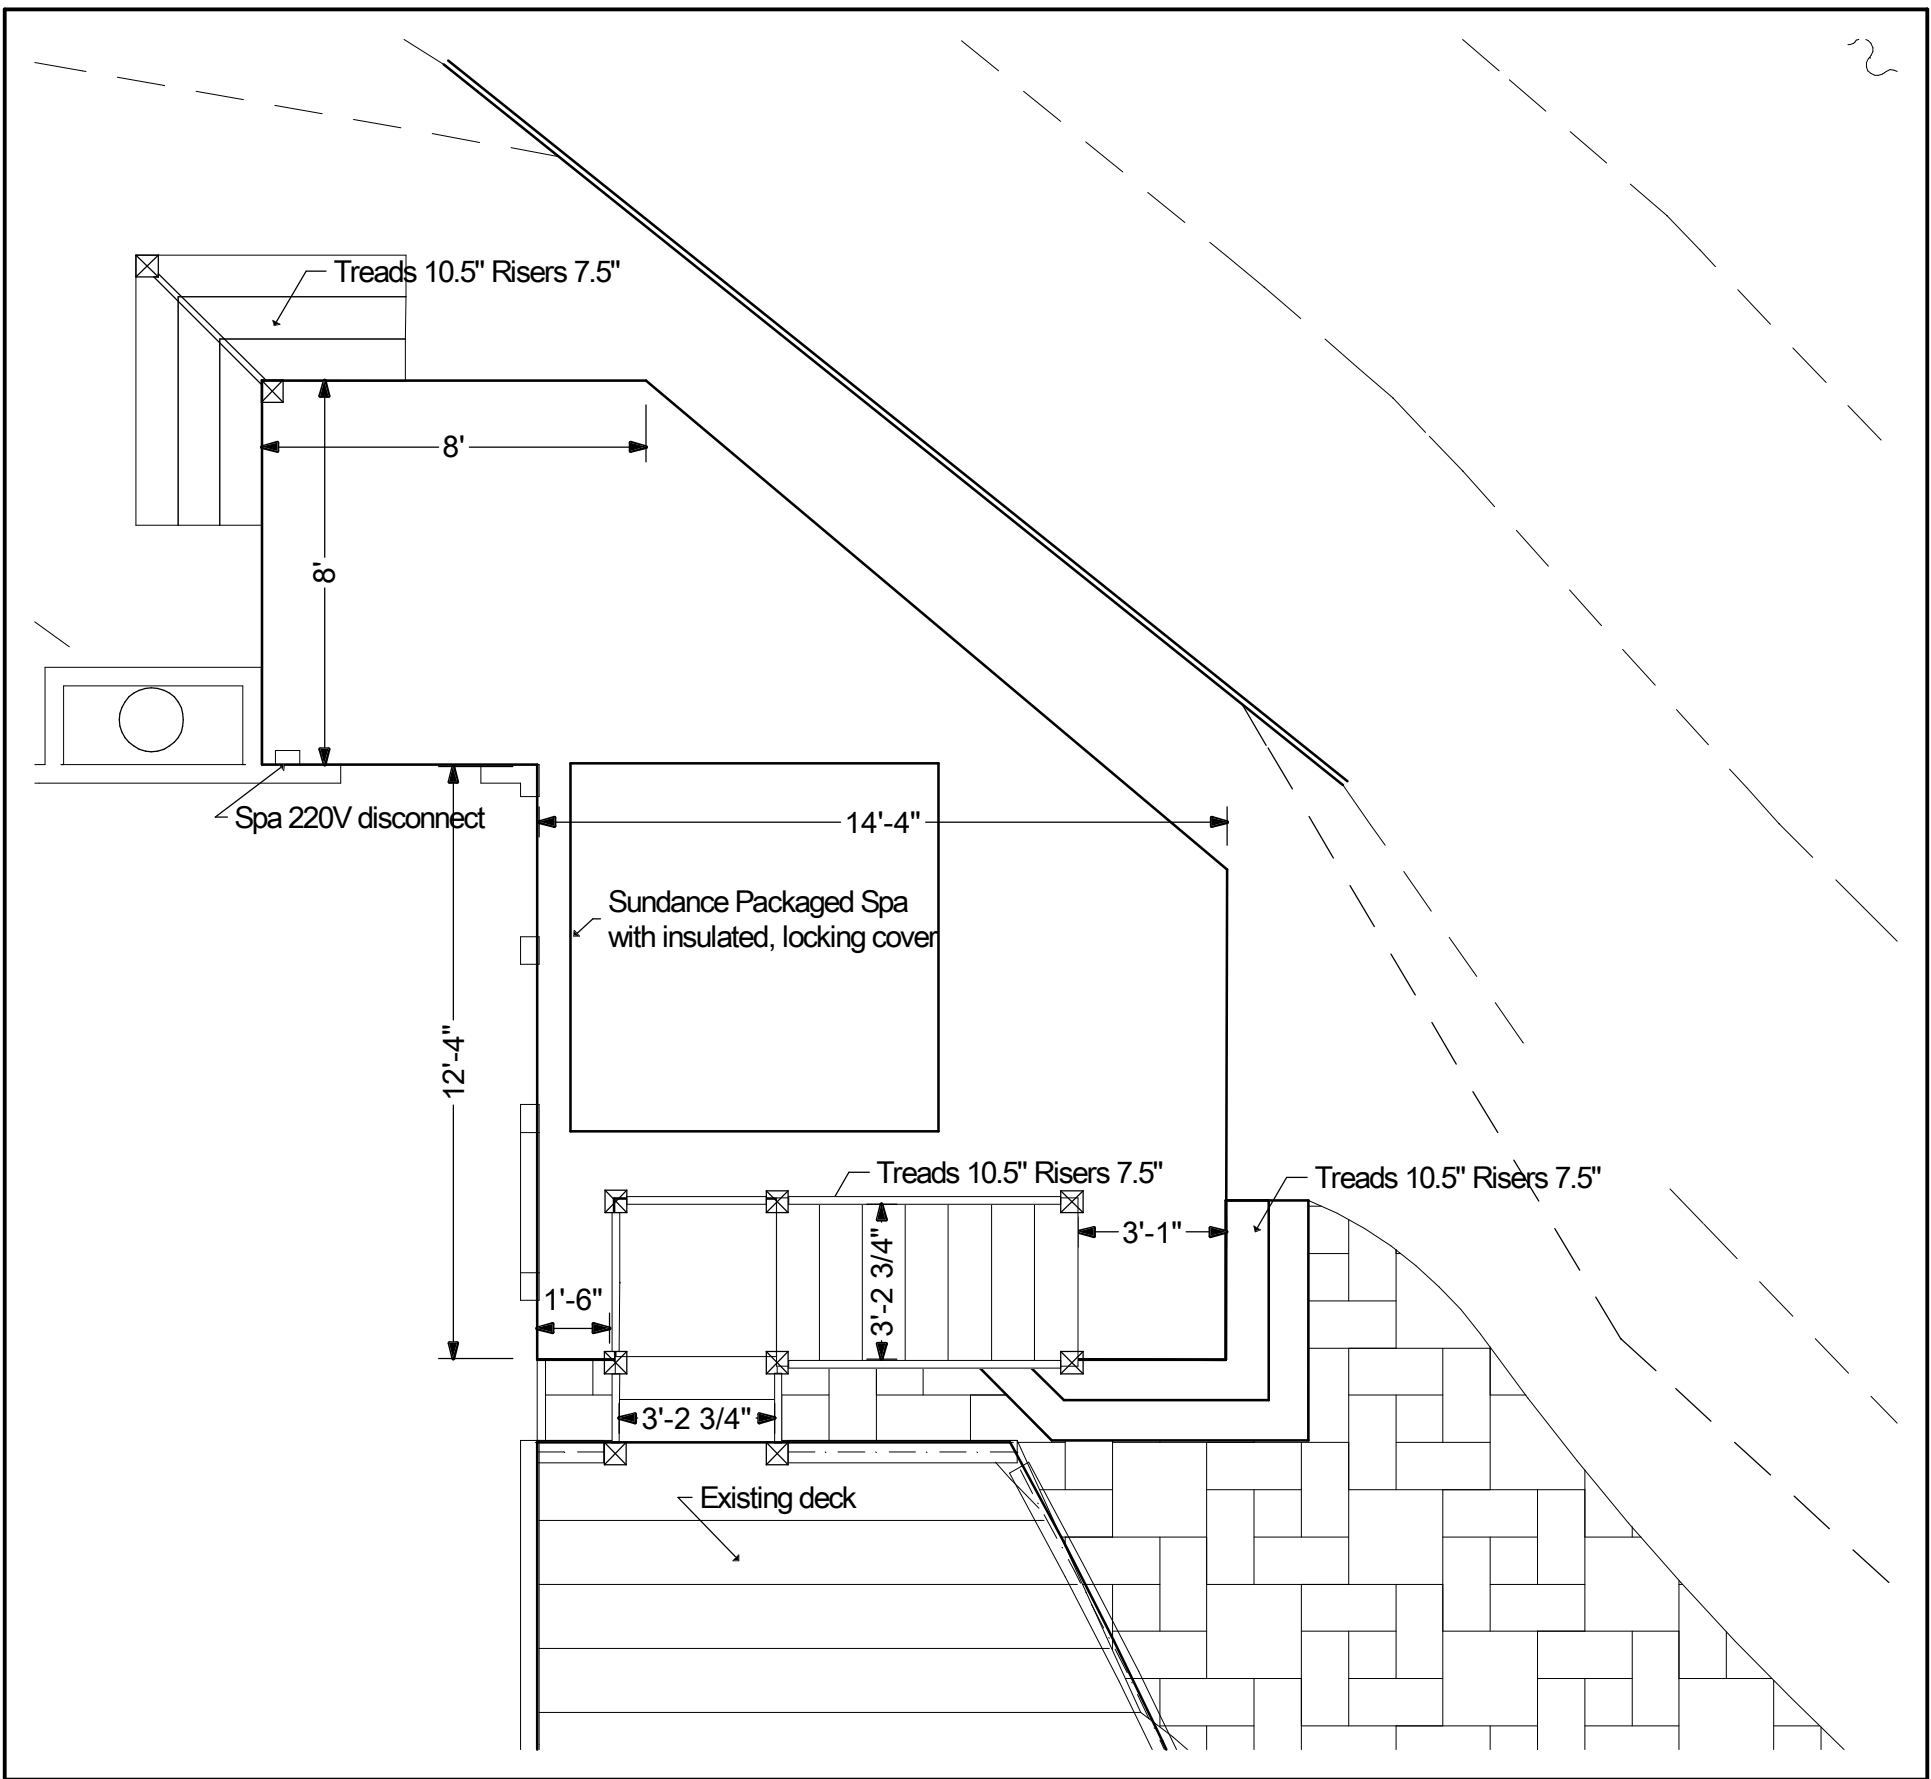 Treads 10.5" Risers 7.5"
8'
8'
Spa 220V disconnect
14'-4"
Sundance Packaged Spa
with insulated, locking cover
12'-4"
Treads 10.5" Risers 7.5"
Treads 10.5" Risers 7.5"
3'-1"
3'-2 3/4"
1'-6"
3'-2 3/4"
Existing deck